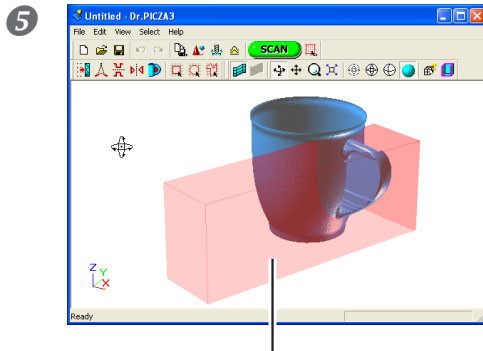 5
Untitled - Dr.PICZA3
File Edit View Select Help
SCAN
Z
Y
X
Ready